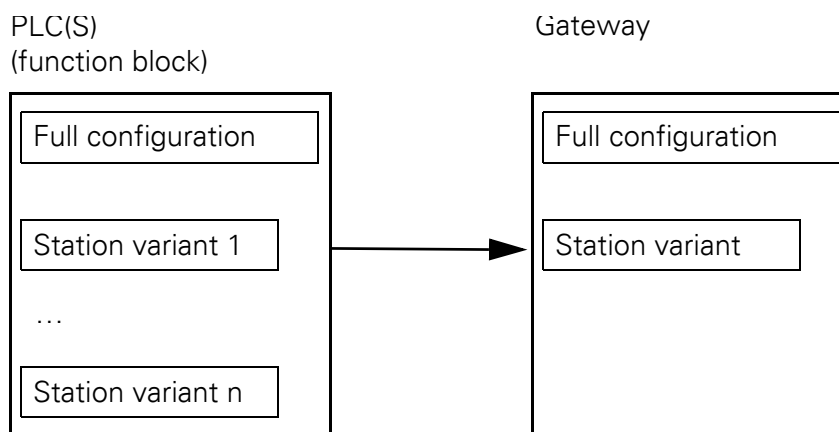 PLC(S)
(function block)
Gateway
Full configuration
Station variant 1
...
Station variant n
Full configuration
Station variant